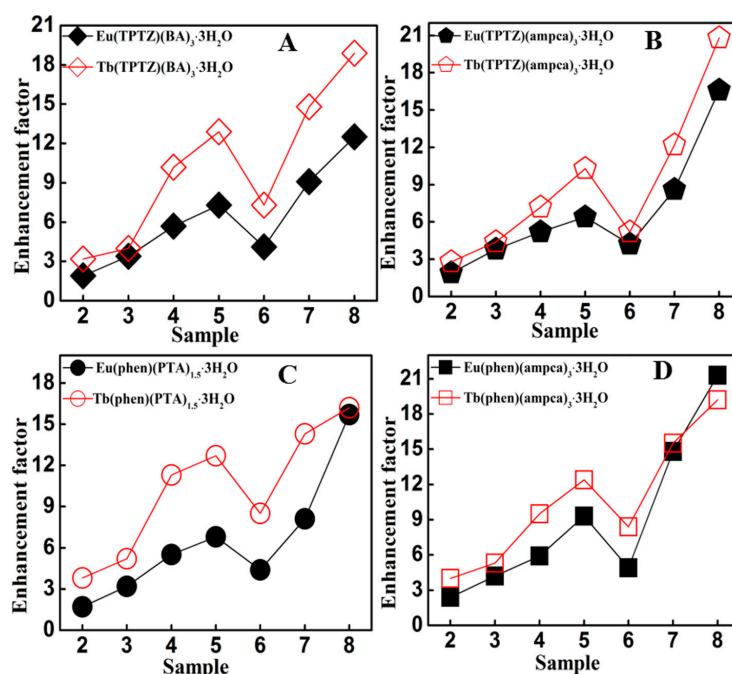 A
Eu(TPTZ)(BA)₃·3H₂O
Tb(TPTZ)(BA)₃·3H₂O
Enhancement factor
21
18
15
12
9
6
3
0
2 3 4 5 6 7 8
Sample
B
Eu(TPTZ)(ampca)₃·3H₂O
Tb(TPTZ)(ampca)₃·3H₂O
Enhancement factor
21
18
15
12
9
6
3
0
2 3 4 5 6 7 8
Sample
C
Eu(phen)(PTA)₁.₅·3H₂O
Tb(phen)(PTA)₁.₅·3H₂O
Enhancement factor
18
15
12
9
6
3
0
2 3 4 5 6 7 8
Sample
D
Eu(phen)(ampca)₃·3H₂O
Tb(phen)(ampca)₃·3H₂O
Enhancement factor
21
18
15
12
9
6
3
0
2 3 4 5 6 7 8
Sample